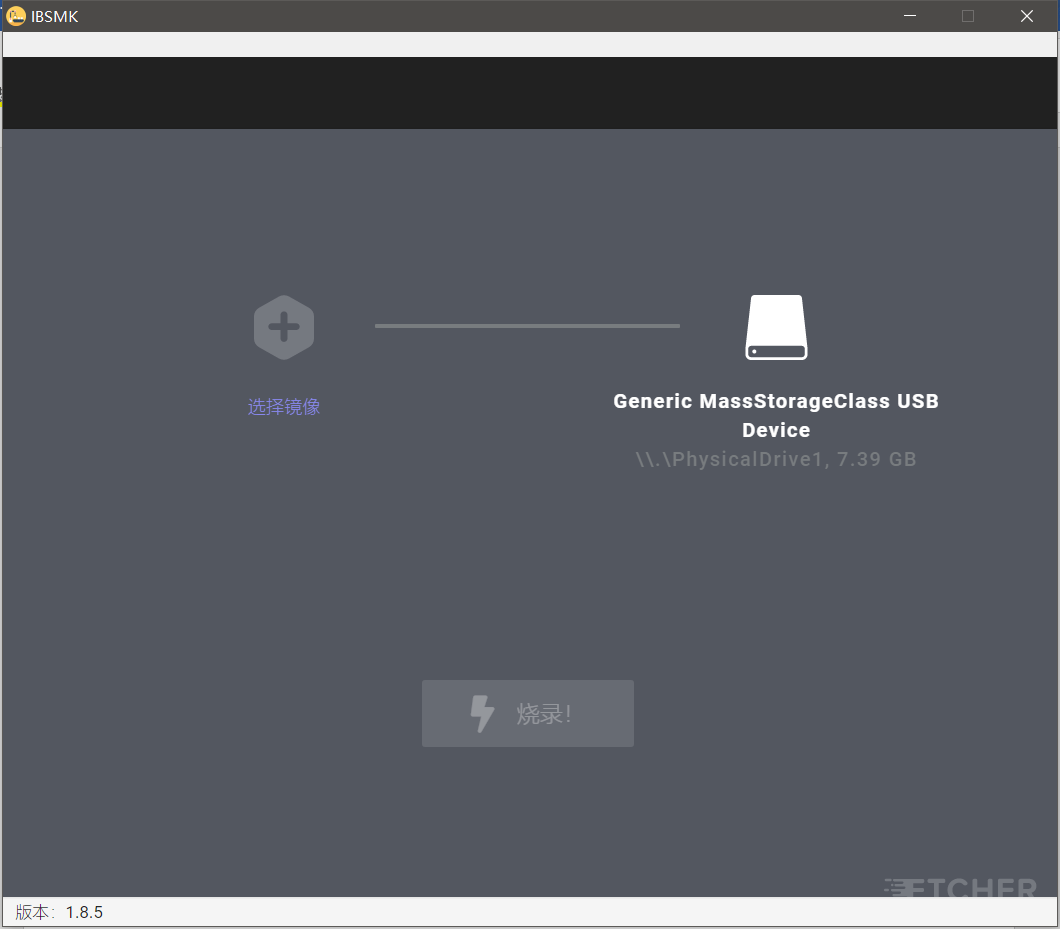 IBSMK
选择镜像
Generic MassStorageClass USB
Device
\\.\PhysicalDrive1, 7.39 GB
烧录!
ETCHER
版本: 1.8.5